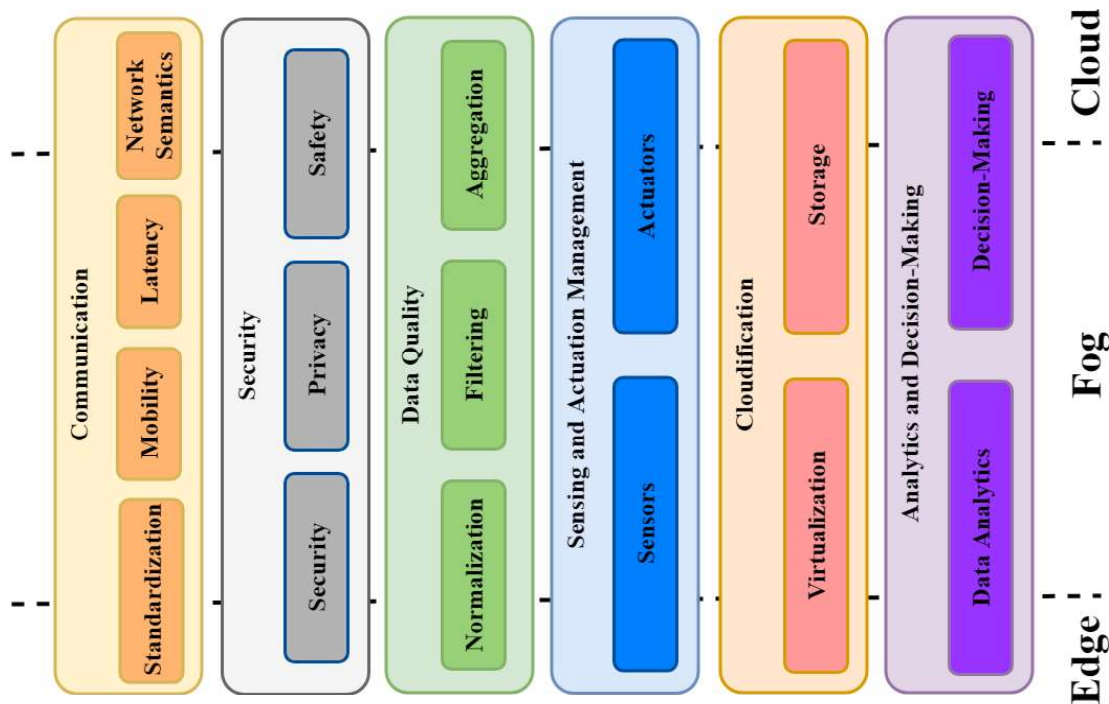 Communication
Standardization
Mobility
Latency
Network
Semantics
Security
Security
Privacy
Safety
Data Quality
Normalization
Filtering
Aggregation
Sensing and Actuation Management
Sensors
Actuators
Cloudification
Virtualization
Storage
Analytics and Decision-Making
Data Analytics
Decision-Making
Edge
Fog
Cloud